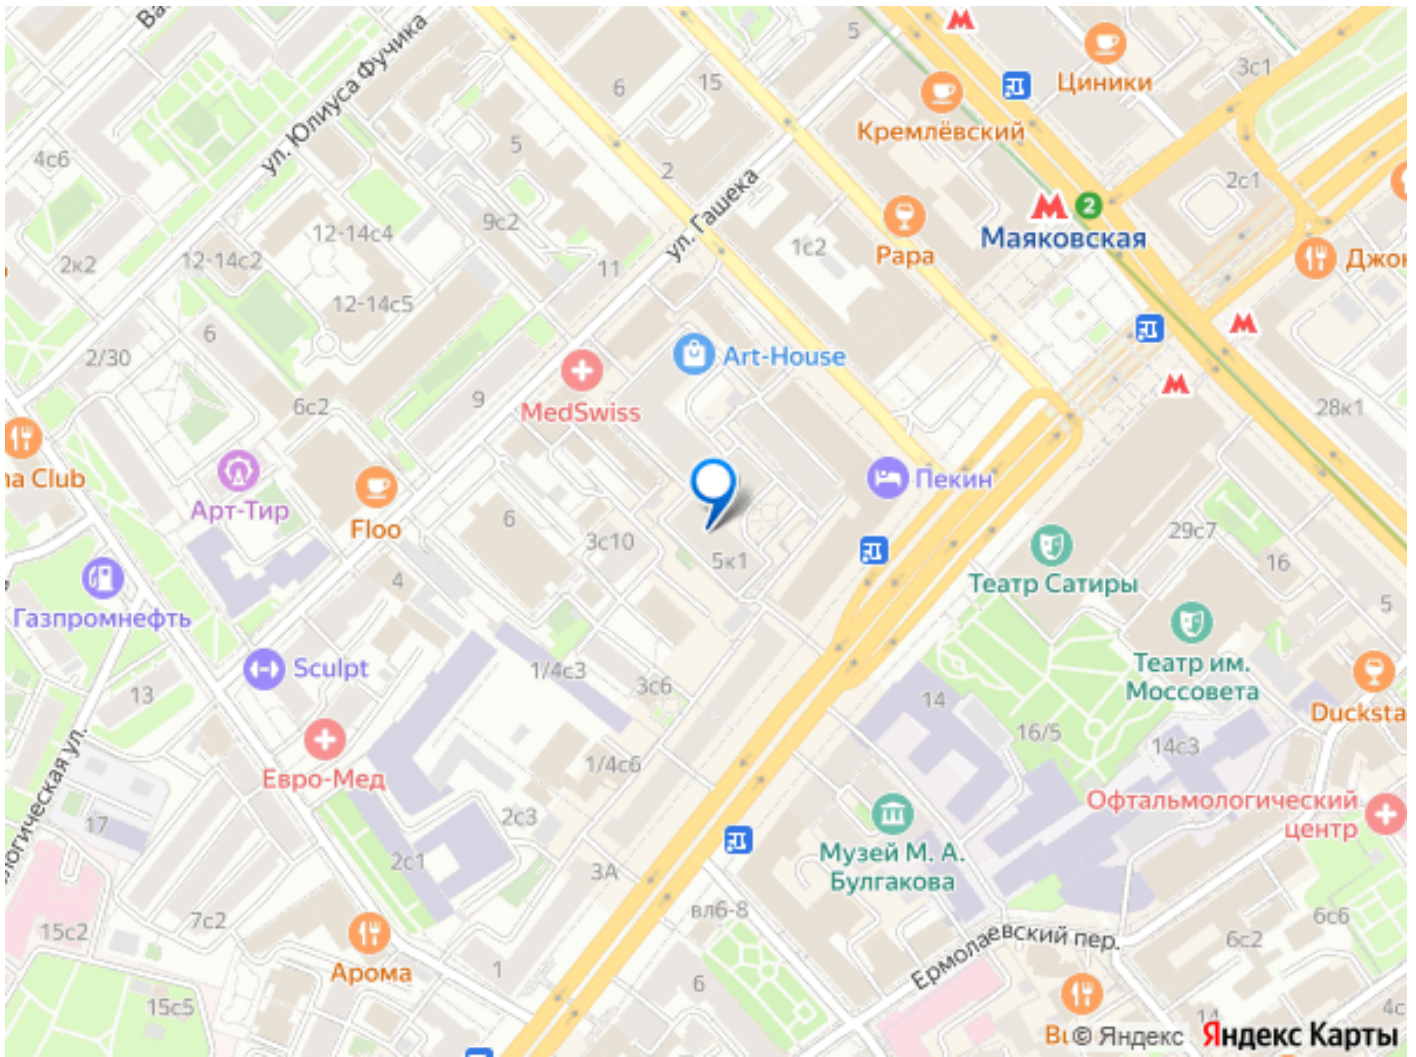 5
3с1
Циники
Кремлёвский
ул. Юлиуса Фучика
6
15
5
4с6
2
2с1
ул. Гашека
9с2
2
Маяковская
12-14с4
1с2
Рара
2к2
12-14с2
11
12-14с5
6
2/30
Art-House
MedSwiss
6с2
9
28к1
Пекин
Арт-Тир
Floo
6
3с10
29с7
5к1
16
Театр Сатиры
4
5
Газпромнефть
Sculpt
1/4с3
Театр им.
Моссовета
13
3с6
14
16/5
14с3
1/4с6
Евро-Мед
Офтальмологический
центр
2с3
17
2с1
3А
Музей М. А.
Булгакова
7с2
15с2
вл6-8
6с6
6с2
Ермолаевский пер.
Арома
1
6
15с5
14
© Яндекс
Яндекс Карты